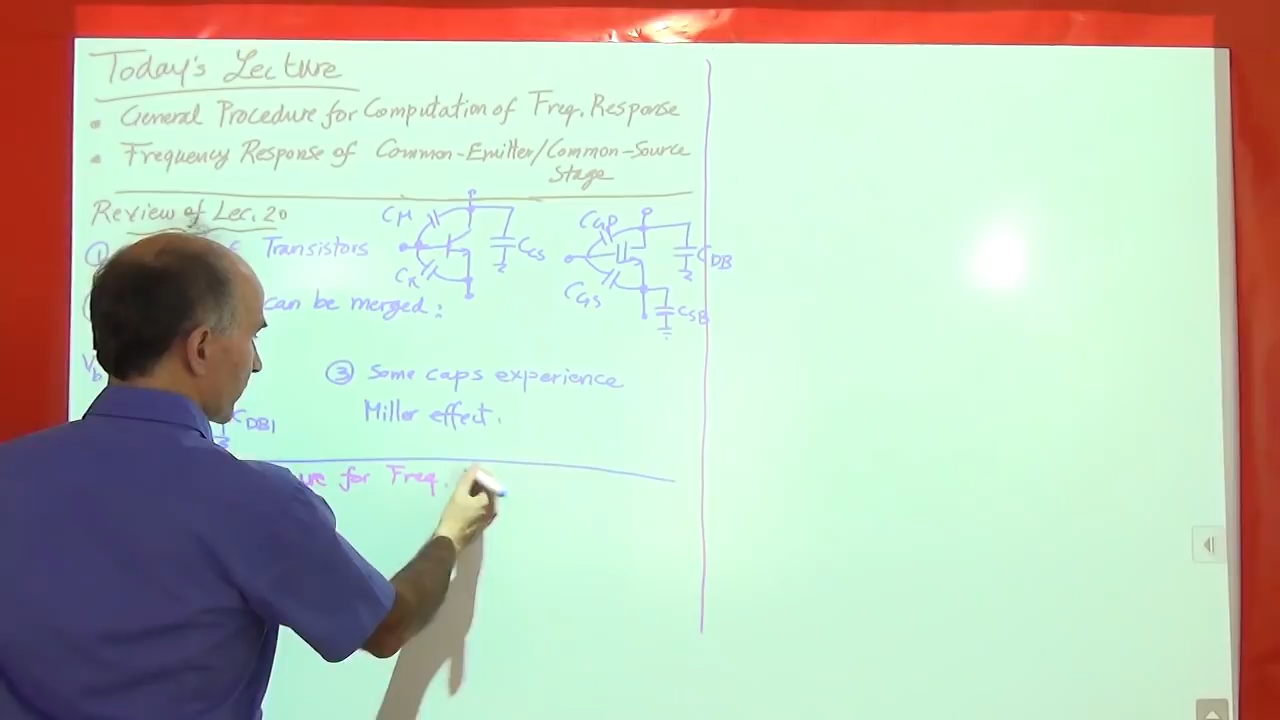 Today's Lecture
• General Procedure for Computation of Freq. Response
• Frequency Response of Common-Emitter/Common-Source
Stage
Review of Lec. 20
① Transistors
Cμ
CCS
Cπ
CGD
CDB
CGS
CSB
can be merged:
Vb
③ Some caps experience
Miller effect.
CDB1
for Freq.